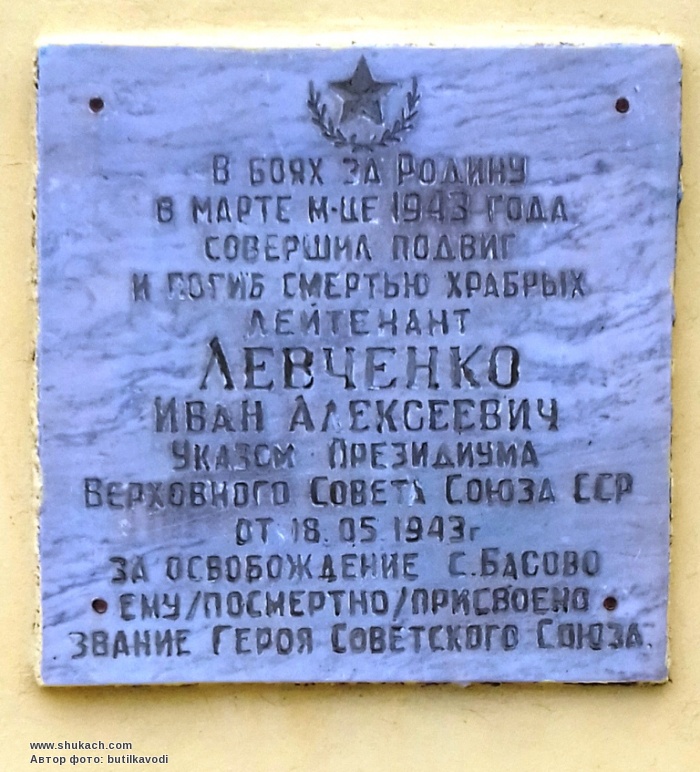 В БОЯХ ЗА РОДИНУ
В МАРТЕ М-ЦЕ 1943 ГОДА
СОВЕРШИЛ ПОДВИГ
И ПОГИБ СМЕРТЬЮ ХРАБРЫХ
ЛЕЙТЕНАНТ
ЛЕВЧЕНКО
ИВАН АЛЕКСЕЕВИЧ
УКАЗОМ ПРЕЗИДИУМА
ВЕРХОВНОГО СОВЕТА СОЮЗА ССР
ОТ 18.05.1943г
ЗА ОСВОБОЖДЕНИЕ С.БАСОВО
ЕМУ/ПОСМЕРТНО/ПРИСВОЕНО
ЗВАНИЕ ГЕРОЯ СОВЕТСКОГО СОЮЗА.
www.shukach.com
Автор фото: butilkavodi